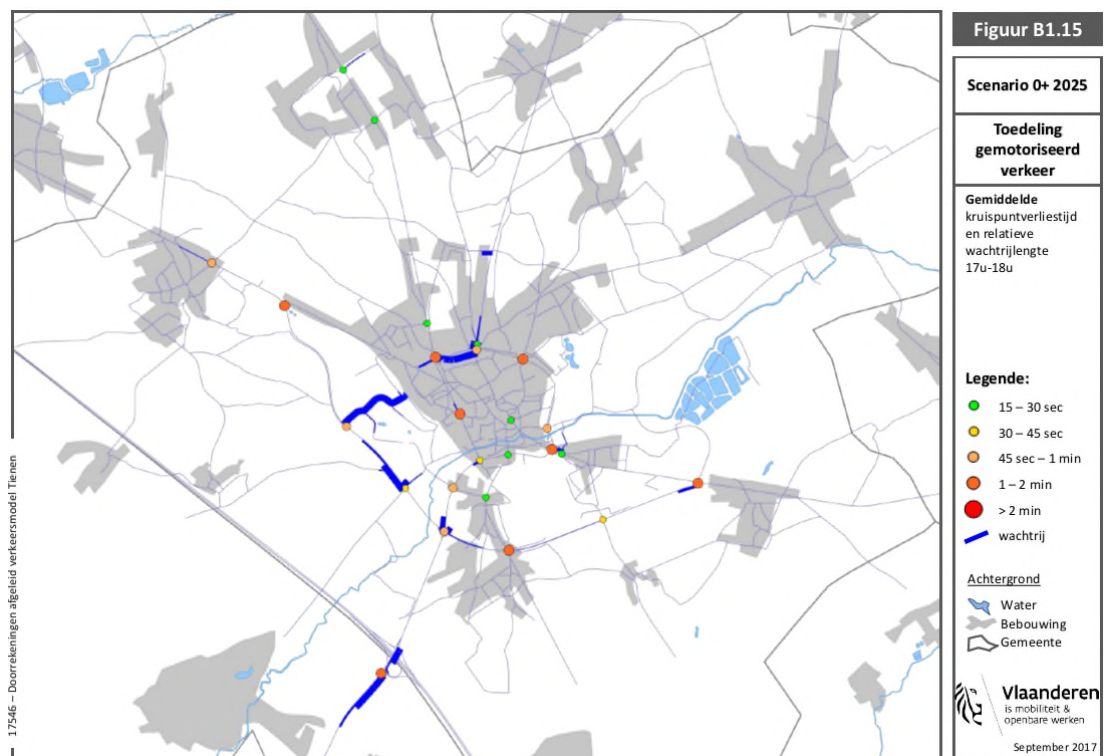 Figuur B1.15
Scenario 0+ 2025
Toedeling
gemotoriseerd
verkeer
Gemiddelde
kruispuntverliestijd
en relatieve
wachtrijlengte
17u-18u
Legende:
15 – 30 sec
30 – 45 sec
45 sec – 1 min
1 – 2 min
> 2 min
wachtrij
Achtergrond
Water
Bebouwing
Gemeente
Vlaanderen
is mobiliteit &
openbare werken
September 2017
17546 – Doorrekeningen afgeleid verkeersmodel Tienen